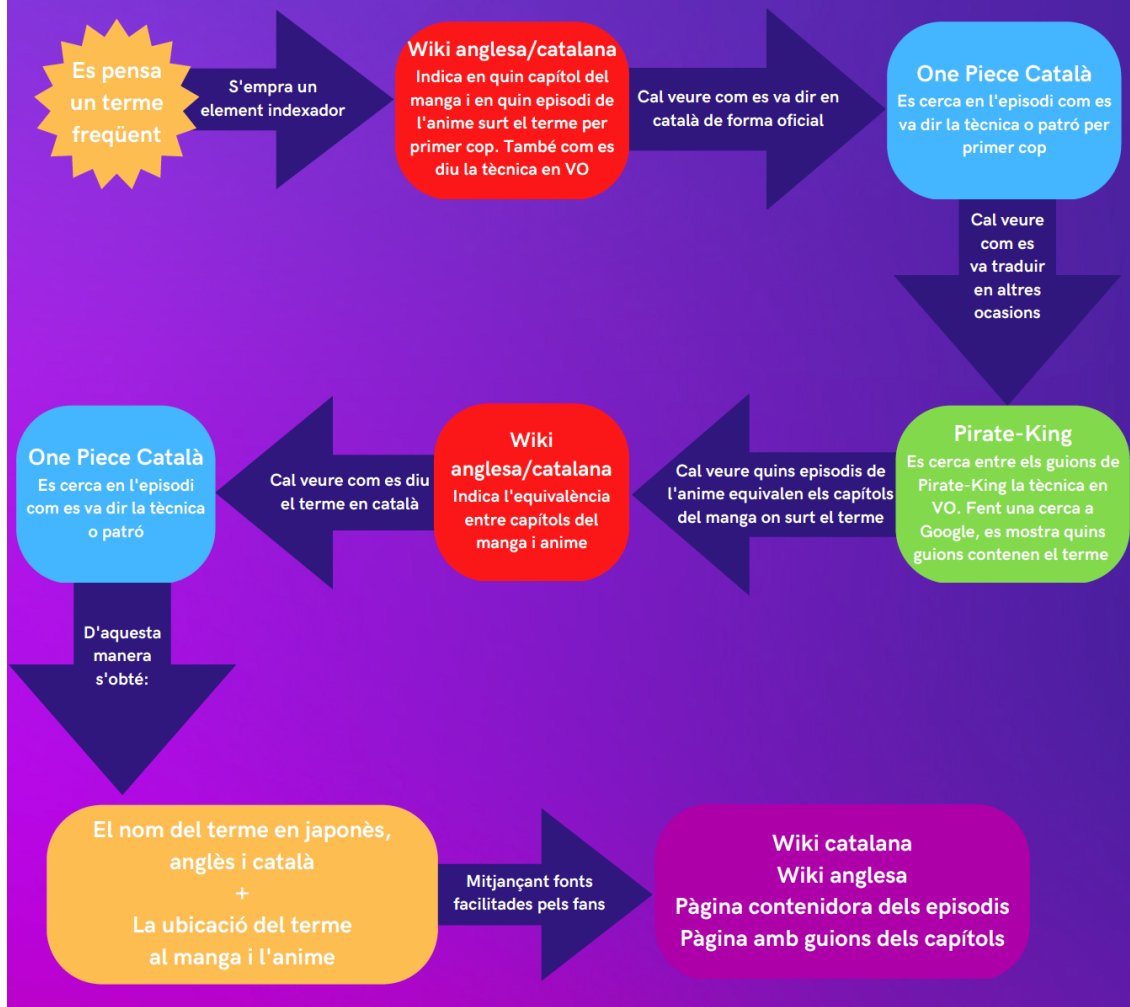 Es pensa
un terme
freqüent
S'empra un
element indexador
Wiki anglesa/catalana
Indica en quin capítol del
manga i en quin episodi de
l'anime surt el terme per
primer cop. També com es
diu la tècnica en VO
Cal veure com es va dir en
català de forma oficial
One Piece Català
Es cerca en l'episodi com es
va dir la tècnica o patró per
primer cop
Cal veure
com es
va traduir
en altres
ocasions
Pirate-King
Es cerca entre els guions de
Pirate-King la tècnica en
VO. Fent una cerca a
Google, es mostra quins
guions contenen el terme
Cal veure quins episodis de
l'anime equivalen els capítols
del manga on surt el terme
Wiki
anglesa/catalana
Indica l'equivalència
entre capítols del
manga i anime
Cal veure com es diu
el terme en català
One Piece Català
Es cerca en l'episodi
com es va dir la tècnica
o patró
D'aquesta
manera
s'obté:
El nom del terme en japonès,
anglès i català
+
La ubicació del terme
al manga i l'anime
Mitjançant fonts
facilitades pels fans
Wiki catalana
Wiki anglesa
Pàgina contenidora dels episodis
Pàgina amb guions dels capítols